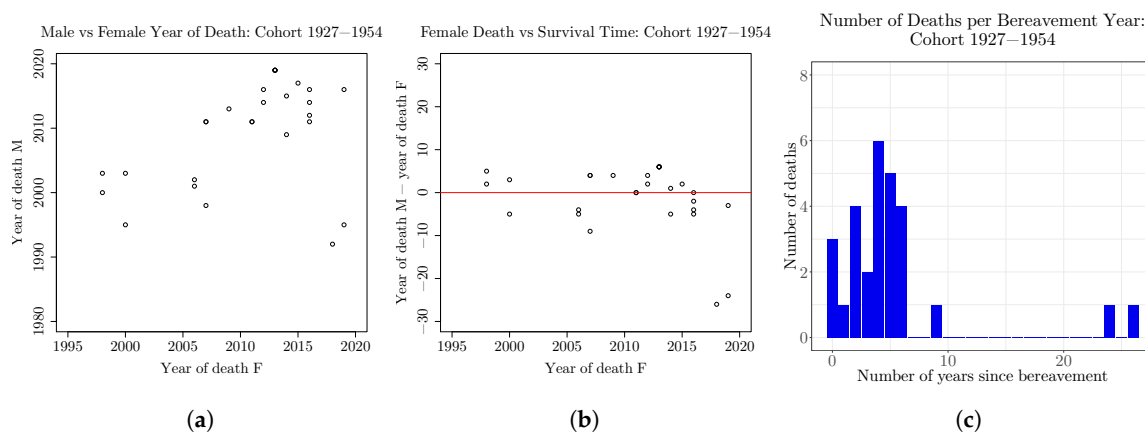 Male vs Female Year of Death: Cohort 1927−1954
2020
2010
2000
1990
1980
Year of death M
1995 2000 2005 2010 2015 2020
Year of death F
(a)
Female Death vs Survival Time: Cohort 1927−1954
30
20
10
0
−10
−20
−30
Year of death M − year of death F
1995 2000 2005 2010 2015 2020
Year of death F
(b)
Number of Deaths per Bereavement Year:
Cohort 1927−1954
8
6
4
2
0
Number of deaths
0 10 20
Number of years since bereavement
(c)